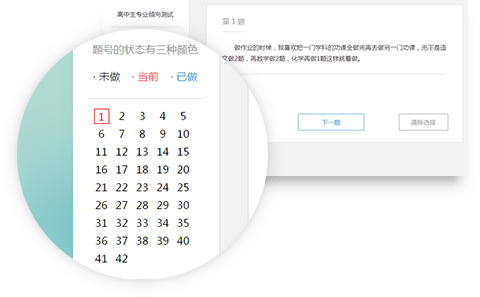 高中生专业倾向测试
题号的状态有三种颜色
· 未做 · 当前 · 已做
1 2 3 4 5
6 7 8 9 10
11 12 13 14 15
16 17 18 19 20
21 22 23 24 25
26 27 28 29 30
31 32 33 34 35
36 37 38 39 40
41 42
第 1 题
做作业的时候，我喜欢把一门学科的功课全做完再去做另一门功课，而不是语
文做2题，再数学做2题，化学再做1题这样跳着做。
下一题
清除选择